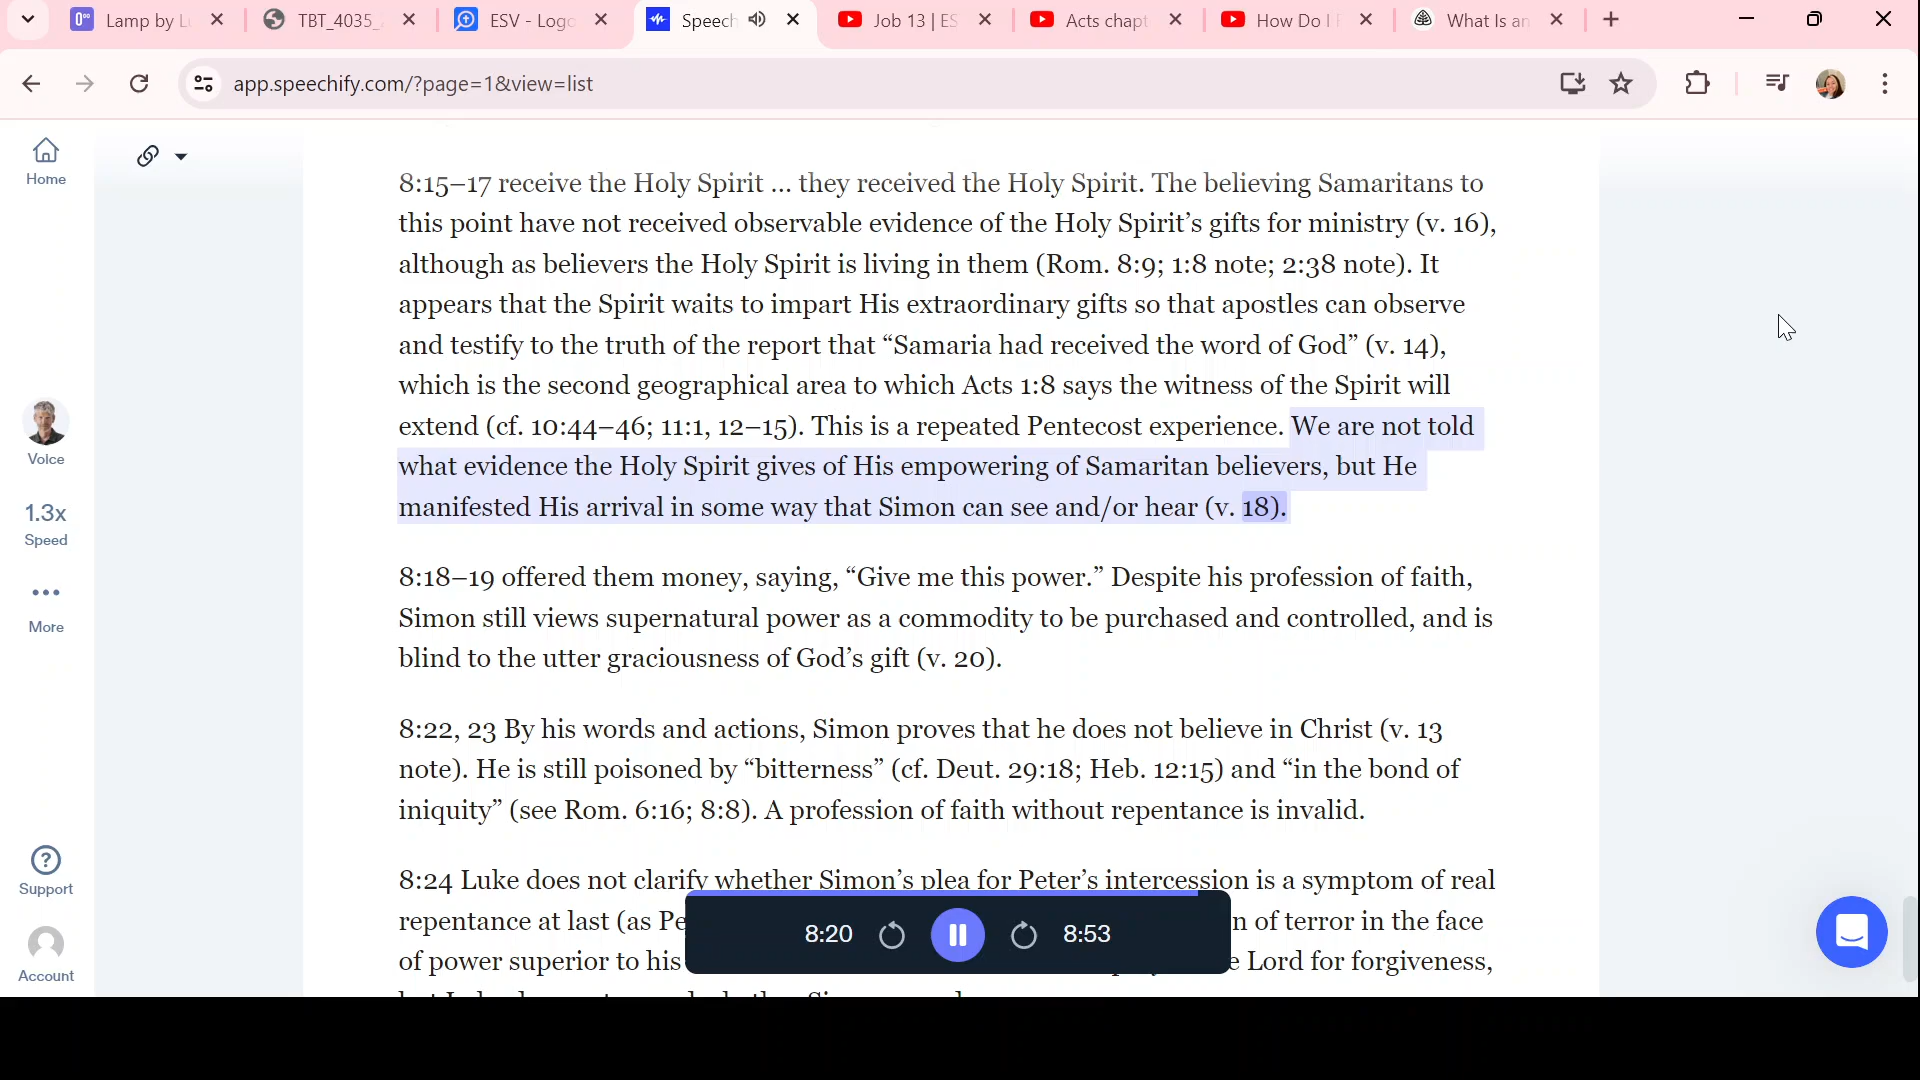 Lamp by L
TBT_4035_
ESV - Logo
Speech
Job 13 | ES
Acts chapt
How Do I
What Is an
app.speechify.com/?page=1&view=list
Home
Voice
1.3x
Speed
More
Support
Account
8:15–17 receive the Holy Spirit ... they received the Holy Spirit. The believing Samaritans to
this point have not received observable evidence of the Holy Spirit’s gifts for ministry (v. 16),
although as believers the Holy Spirit is living in them (Rom. 8:9; 1:8 note; 2:38 note). It
appears that the Spirit waits to impart His extraordinary gifts so that apostles can observe
and testify to the truth of the report that “Samaria had received the word of God” (v. 14),
which is the second geographical area to which Acts 1:8 says the witness of the Spirit will
extend (cf. 10:44–46; 11:1, 12–15). This is a repeated Pentecost experience. We are not told
what evidence the Holy Spirit gives of His empowering of Samaritan believers, but He
manifested His arrival in some way that Simon can see and/or hear (v. 18).
8:18–19 offered them money, saying, “Give me this power.” Despite his profession of faith,
Simon still views supernatural power as a commodity to be purchased and controlled, and is
blind to the utter graciousness of God’s gift (v. 20).
8:22, 23 By his words and actions, Simon proves that he does not believe in Christ (v. 13
note). He is still poisoned by “bitterness” (cf. Deut. 29:18; Heb. 12:15) and “in the bond of
iniquity” (see Rom. 6:16; 8:8). A profession of faith without repentance is invalid.
8:24 Luke does not clarify whether Simon’s plea for Peter’s intercession is a symptom of real
repentance at last (as Pe n of terror in the face
of power superior to his e Lord for forgiveness,
8:20
8:53